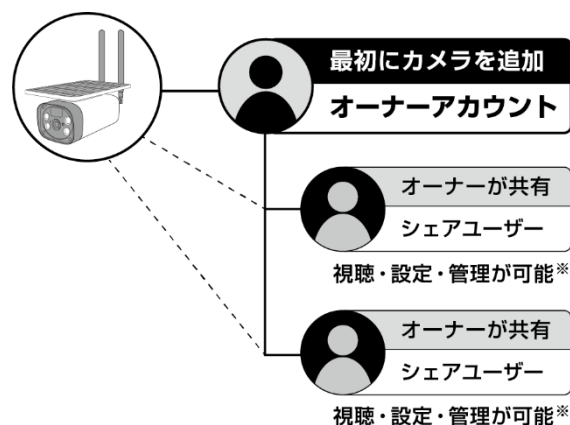 最初にカメラを追加
オーナーアカウント
オーナーが共有
シェアユーザー
視聴・設定・管理が可能※
オーナーが共有
シェアユーザー
視聴・設定・管理が可能※